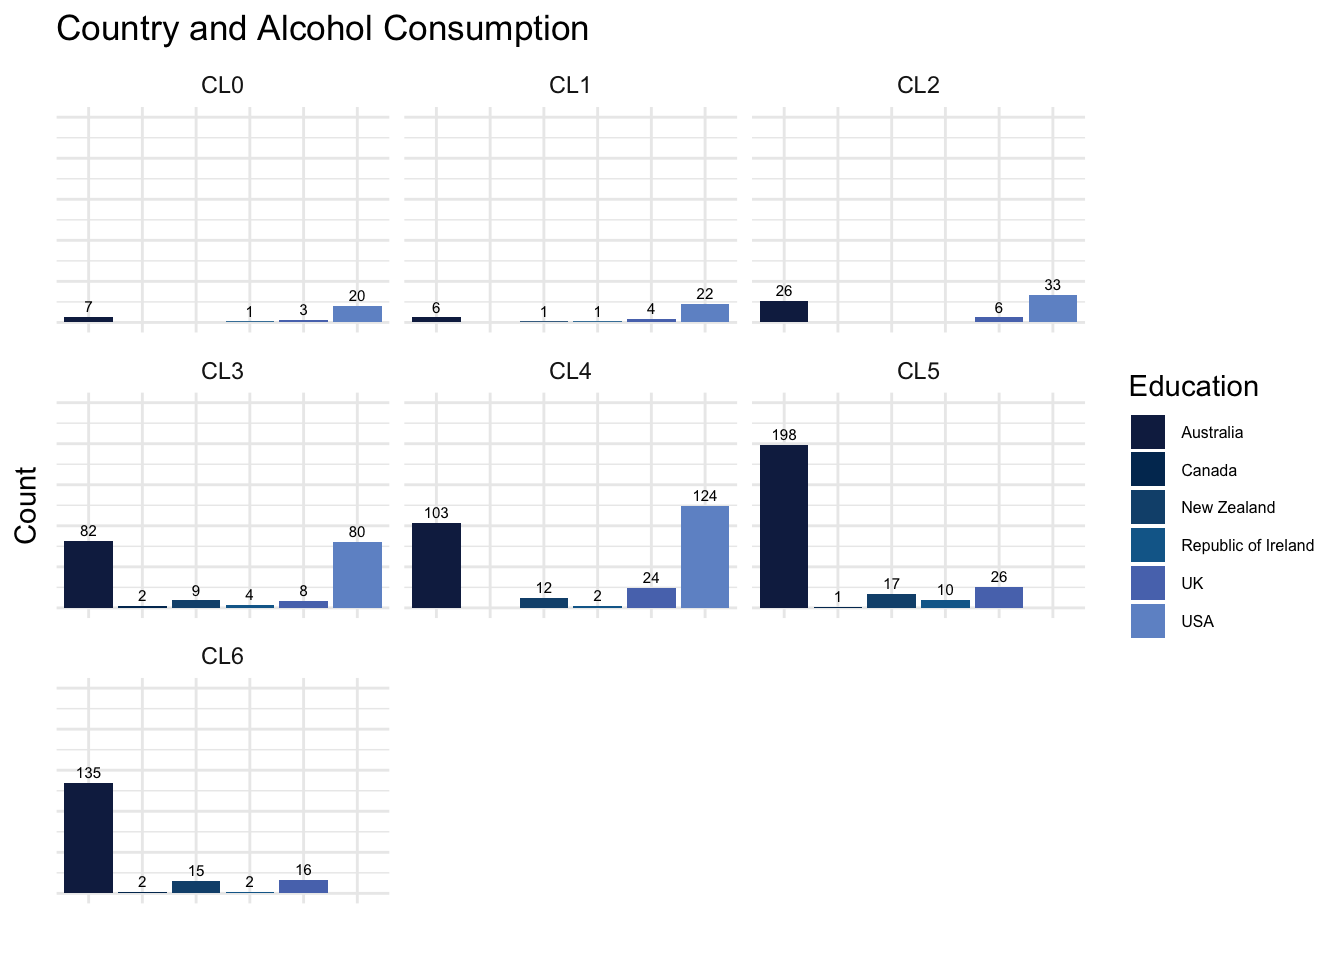 Country and Alcohol Consumption
CL0
CL1
CL2
7
1
3
20
6
1
1
4
22
26
6
33
CL3
CL4
CL5
82
2
9
4
8
80
103
12
2
24
124
198
1
17
10
26
CL6
135
2
15
2
16
Count
Education
Australia
Canada
New Zealand
Republic of Ireland
UK
USA